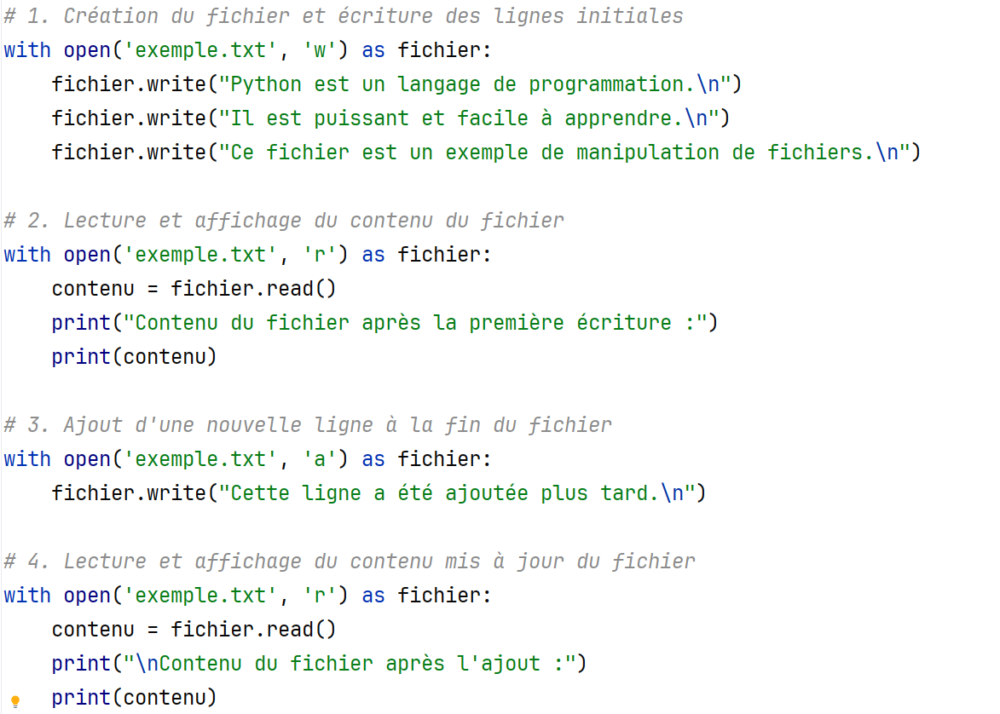 # 1. Création du fichier et écriture des lignes initiales
with open('exemple.txt', 'w') as fichier:
    fichier.write("Python est un langage de programmation.\n")
    fichier.write("Il est puissant et facile à apprendre.\n")
    fichier.write("Ce fichier est un exemple de manipulation de fichiers.\n")

# 2. Lecture et affichage du contenu du fichier
with open('exemple.txt', 'r') as fichier:
    contenu = fichier.read()
    print("Contenu du fichier après la première écriture :")
    print(contenu)

# 3. Ajout d'une nouvelle ligne à la fin du fichier
with open('exemple.txt', 'a') as fichier:
    fichier.write("Cette ligne a été ajoutée plus tard.\n")

# 4. Lecture et affichage du contenu mis à jour du fichier
with open('exemple.txt', 'r') as fichier:
    contenu = fichier.read()
    print("\nContenu du fichier après l'ajout :")
    print(contenu)